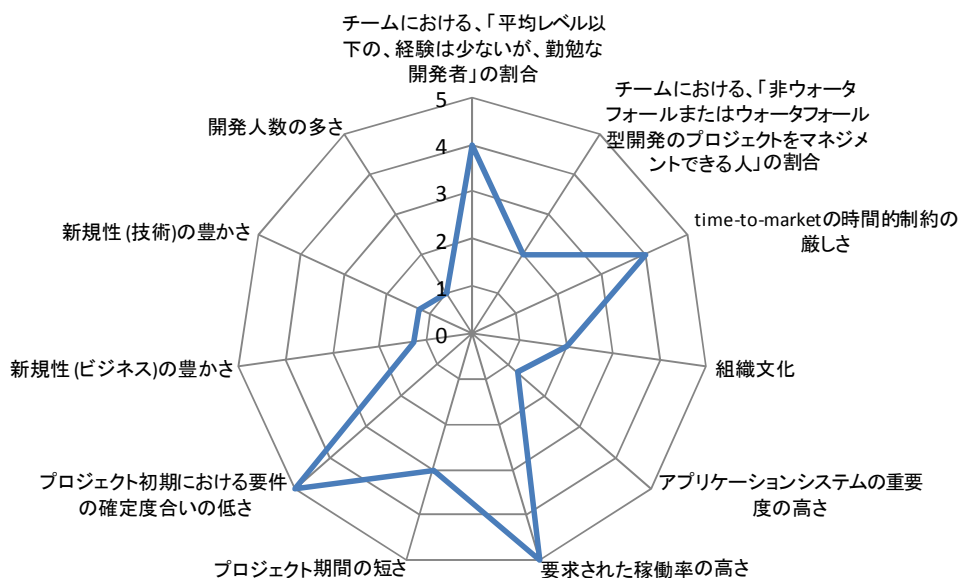 チームにおける、「平均レベル以
下の、経験は少ないが、勤勉な
開発者」の割合
チームにおける、「非ウォータ
フォールまたはウォータフォール
型開発のプロジェクトをマネジメ
ントできる人」の割合
time-to-marketの時間的制約の
厳しさ
組織文化
アプリケーションシステムの重要
度の高さ
要求された稼働率の高さ
プロジェクト期間の短さ
プロジェクト初期における要件
の確定度合いの低さ
新規性(ビジネス)の豊かさ
新規性(技術)の豊かさ
開発人数の多さ
5
4
3
2
1
0